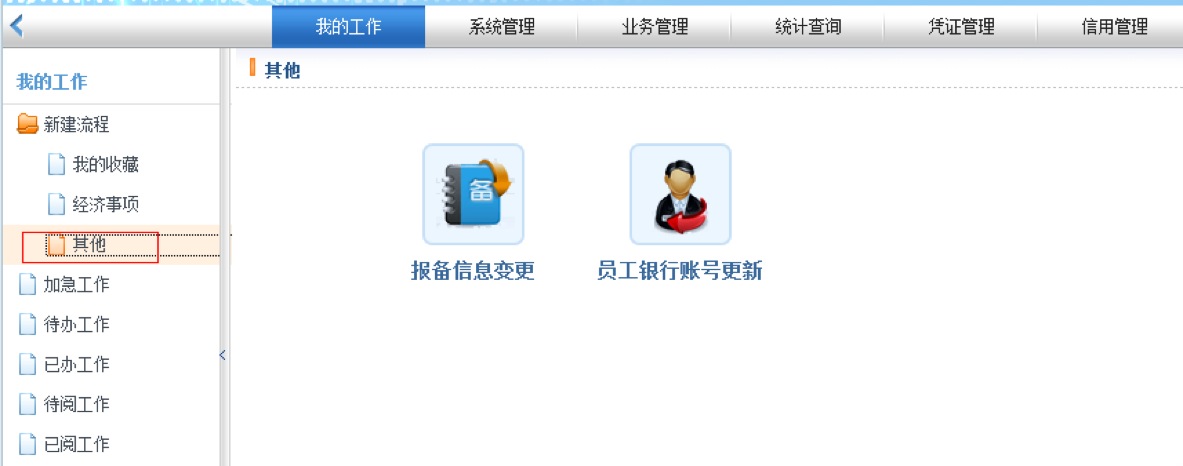 我的工作 系统管理 业务管理 统计查询 凭证管理 信用管理
我的工作
新建流程
我的收藏
经济事项
其他
加急工作
待办工作
已办工作
待阅工作
已阅工作
其他
备
报备信息变更 员工银行账号更新